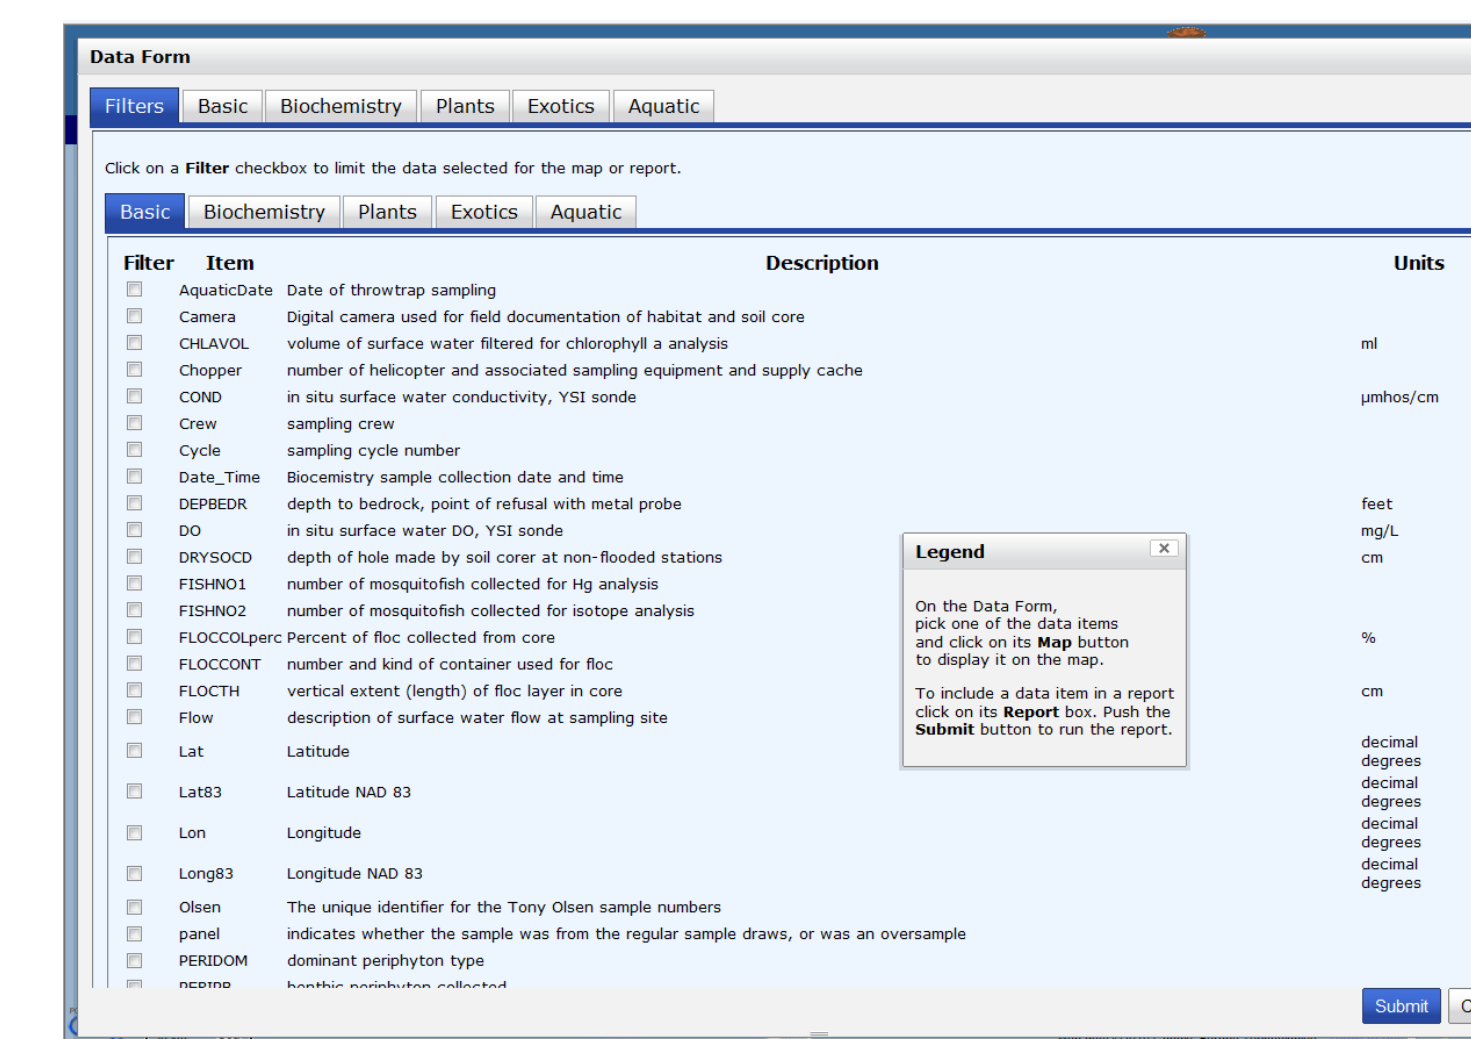 Data Form
Filters Basic Biochemistry Plants Exotics Aquatic
Click on a Filter checkbox to limit the data selected for the map or report.
Basic Biochemistry Plants Exotics Aquatic
Filter Item Description Units
AquaticDate Date of throwtrap sampling
Camera Digital camera used for field documentation of habitat and soil core
CHLAVOL volume of surface water filtered for chlorophyll a analysis ml
Chopper number of helicopter and associated sampling equipment and supply cache
COND in situ surface water conductivity, YSI sonde µmhos/cm
Crew sampling crew
Cycle sampling cycle number
Date_Time Biocemistry sample collection date and time
DEPBEDR depth to bedrock, point of refusal with metal probe feet
DO in situ surface water DO, YSI sonde mg/L
DRYSOCD depth of hole made by soil corer at non-flooded stations cm
FISHNO1 number of mosquitofish collected for Hg analysis
FISHNO2 number of mosquitofish collected for isotope analysis
FLOCCOLperc Percent of floc collected from core %
FLOCCONT number and kind of container used for floc
FLOCTH vertical extent (length) of floc layer in core cm
Flow description of surface water flow at sampling site
Lat Latitude decimal
degrees
Lat83 Latitude NAD 83 decimal
degrees
Lon Longitude decimal
degrees
Long83 Longitude NAD 83 decimal
degrees
Olsen The unique identifier for the Tony Olsen sample numbers
panel indicates whether the sample was from the regular sample draws, or was an oversample
PERIDOM dominant periphyton type
benthic periphyton collected
Legend
On the Data Form,
pick one of the data items
and click on its Map button
to display it on the map.
To include a data item in a report
click on its Report box. Push the
Submit button to run the report.
Submit